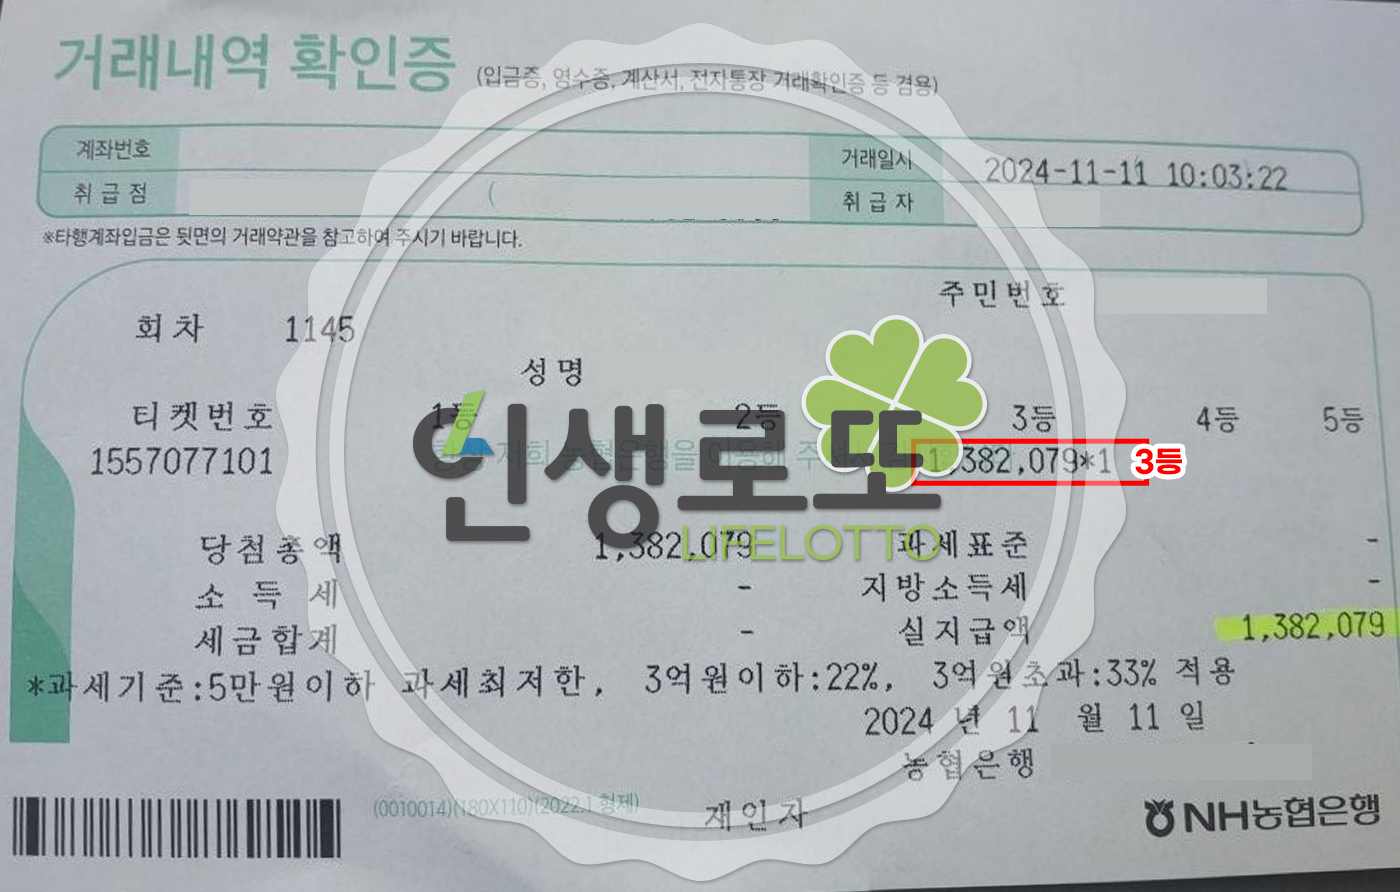 거래내역 확인증 (입금증, 영수증, 계산서, 전자통장 거래확인증 등 겸용)
계좌번호 거래일시 2024-11-11 10:03:22
취급점 ( 취급자
※타행계좌입금은 뒷면의 거래약관을 참고하여 주시기 바랍니다.
주민번호
회차 1145
성명
티켓번호 1등 2등 3등 4등 5등
1557077101 1,382,079*1 3등
인생로또
LIFELOTTO
당첨총액 1,382,079 과세표준 -
소득세 - 지방소득세 -
세금합계 - 실지급액 1,382,079
*과세기준:5만원이하 과세최저한, 3억원이하:22%, 3억원초과:33% 적용
2024 년 11 월 11 일
농협은행
(0010014)(180X110)(2022.1 형제) 재인자
NH농협은행